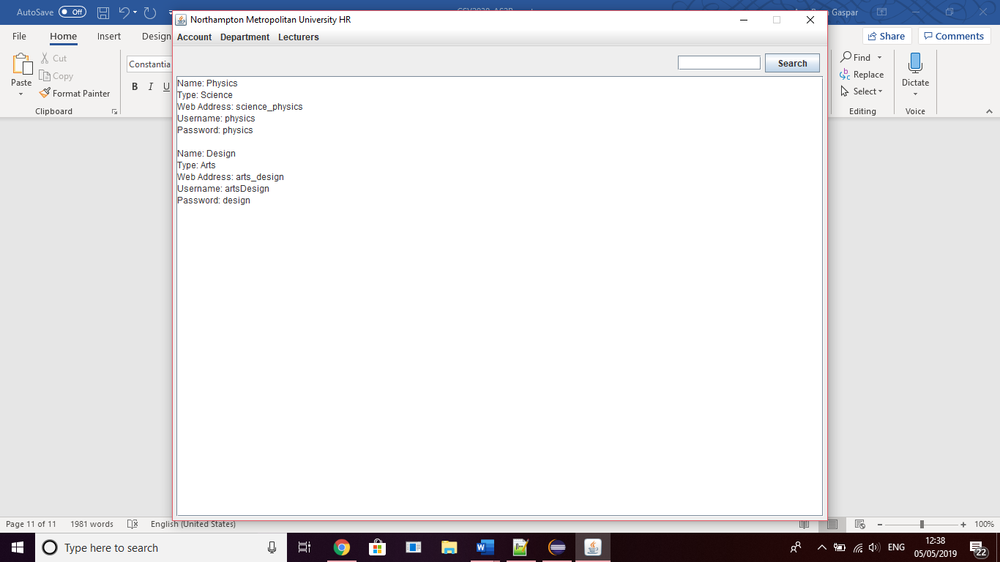 AutoSave Off
Gaspar
Northampton Metropolitan University HR
File Home Insert Design
Share Comments
Account Department Lecturers
Paste
Cut
Copy
Format Painter
Clipboard
Constantia
B I U
Search
Find
Replace
Select
Editing
Dictate
Voice
Name: Physics
Type: Science
Web Address: science_physics
Username: physics
Password: physics
Name: Design
Type: Arts
Web Address: arts_design
Username: artsDesign
Password: design
Page 11 of 11 1981 words English (United States) 100%
Type here to search
ENG
12:38
05/05/2019
22